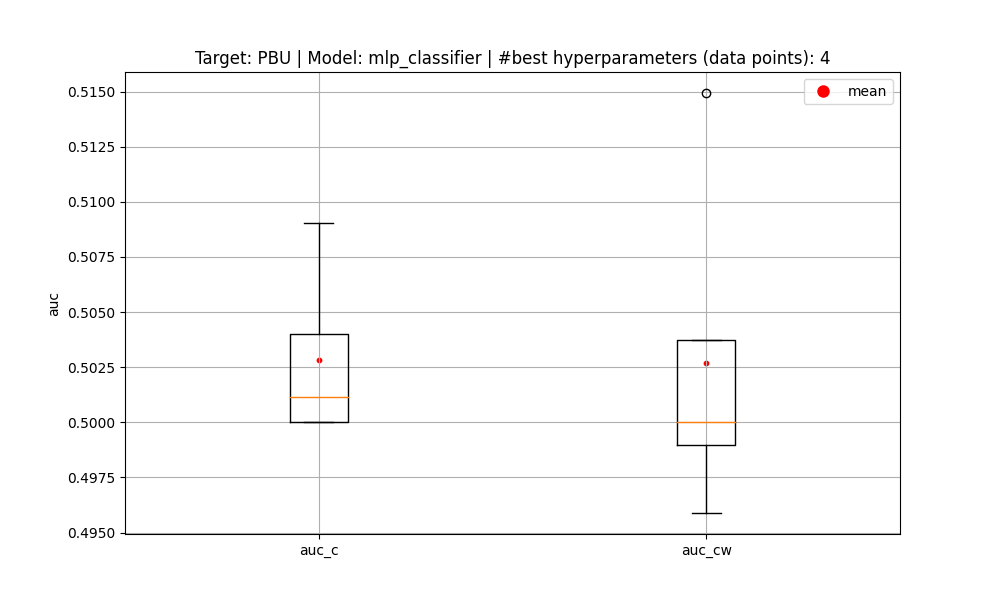 Target: PBU | Model: mlp_classifier | #best hyperparameters (data points): 4
mean
0.5150
0.5125
0.5100
0.5075
0.5050
0.5025
0.5000
0.4975
0.4950
auc
auc_c
auc_cw